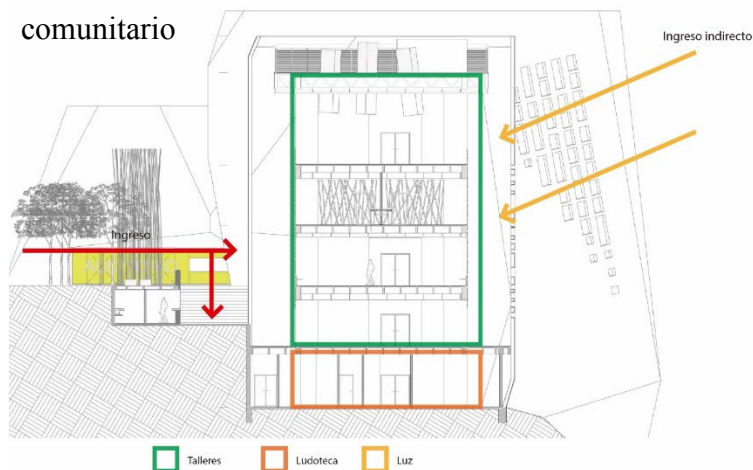 comunitario
Ingreso indirecto
Ingreso
Talleres
Ludoteca
Luz